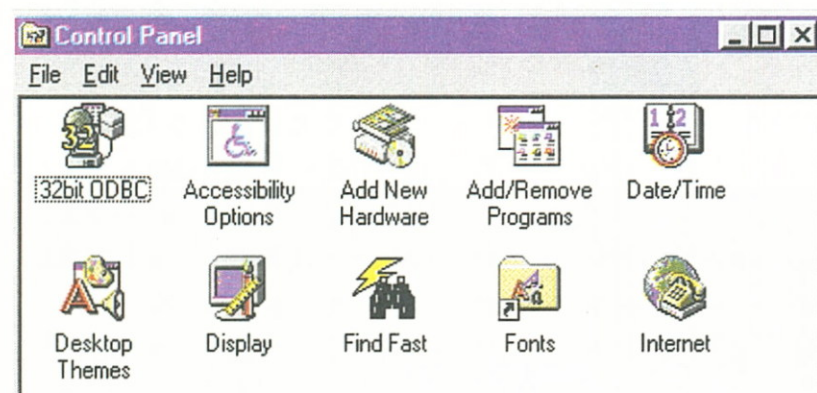 Control Panel
File Edit View Help
32bit ODBC Accessibility Options Add New Hardware Add/Remove Programs Date/Time
Desktop Themes Display Find Fast Fonts Internet